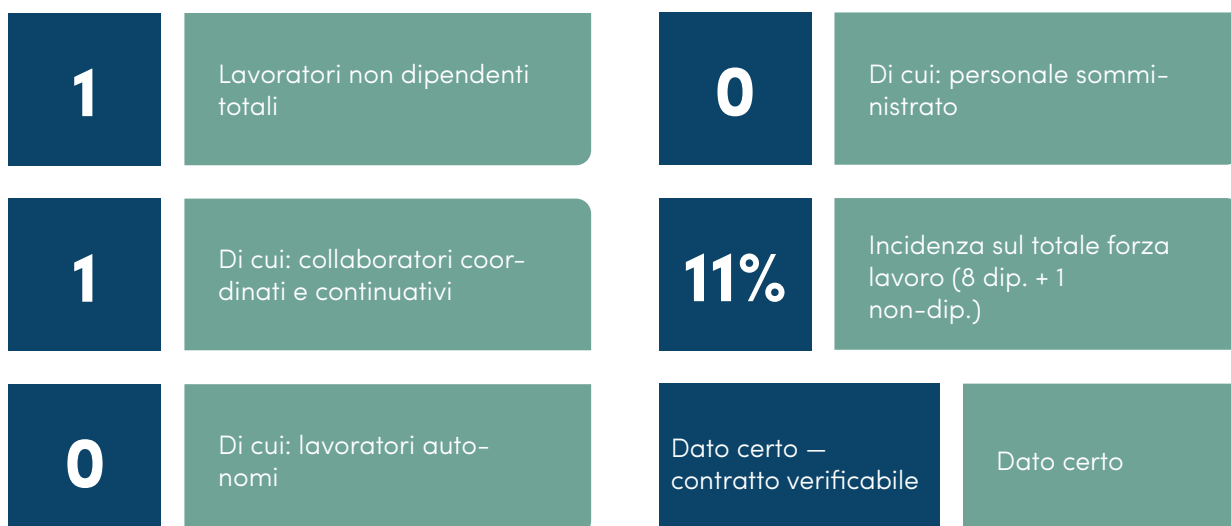 1
Lavoratori non dipendenti
totali
0
Di cui: personale sommi-
nistrato
1
Di cui: collaboratori coor-
dinati e continuativi
11%
Incidenza sul totale forza
lavoro (8 dip. + 1
non-dip.)
0
Di cui: lavoratori auto-
nomi
Dato certo —
contratto verificabile
Dato certo